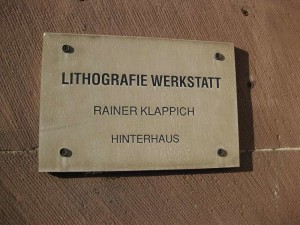 LITHOGRAFIE WERKSTATT
RAINER KLAPPICH
HINTERHAUS